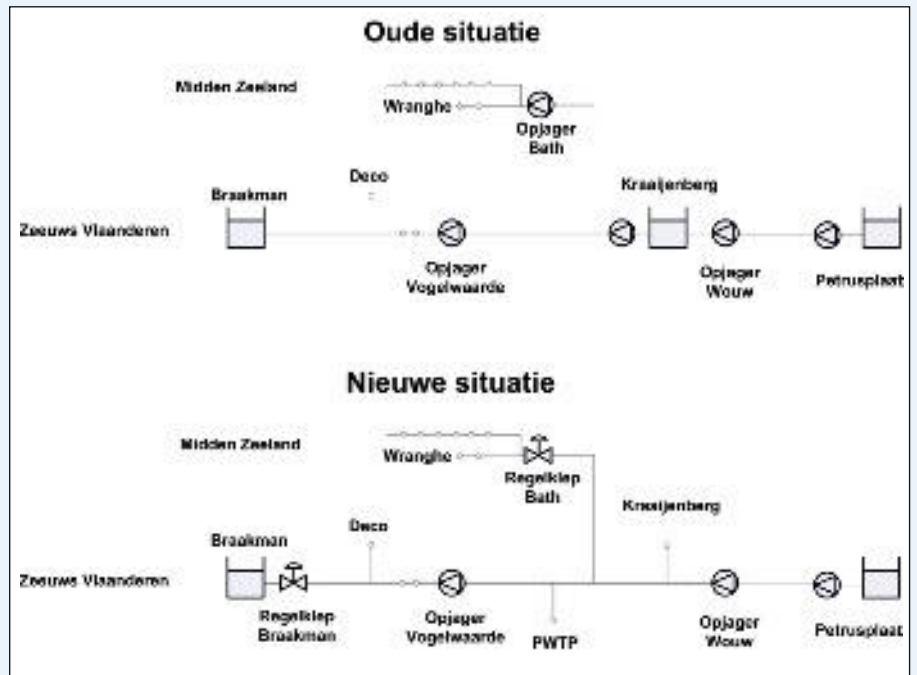 Oude situatie
Midden Zeeland
Wranghe
Opjager
Bath
Deco
Kraaijenberg
Braakman
Zeeuws Vlaanderen
Opjager
Vogelwaarde
Opjager
Wouw
Petrusplaat
Nieuwe situatie
Midden Zeeland
Wranghe
Regelklep
Bath
Kraaijenberg
Deco
Braakman
Zeeuws Vlaanderen
Regelklep
Braakman
Opjager
Vogelwaarde
PWTP
Opjager
Wouw
Petrusplaat